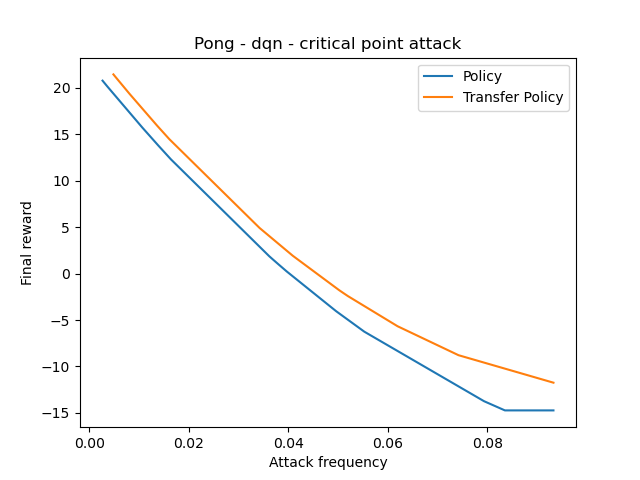 Pong - dqn - critical point attack
Policy
Transfer Policy
Final reward
20
15
10
5
0
−5
−10
−15
0.00 0.02 0.04 0.06 0.08
Attack frequency